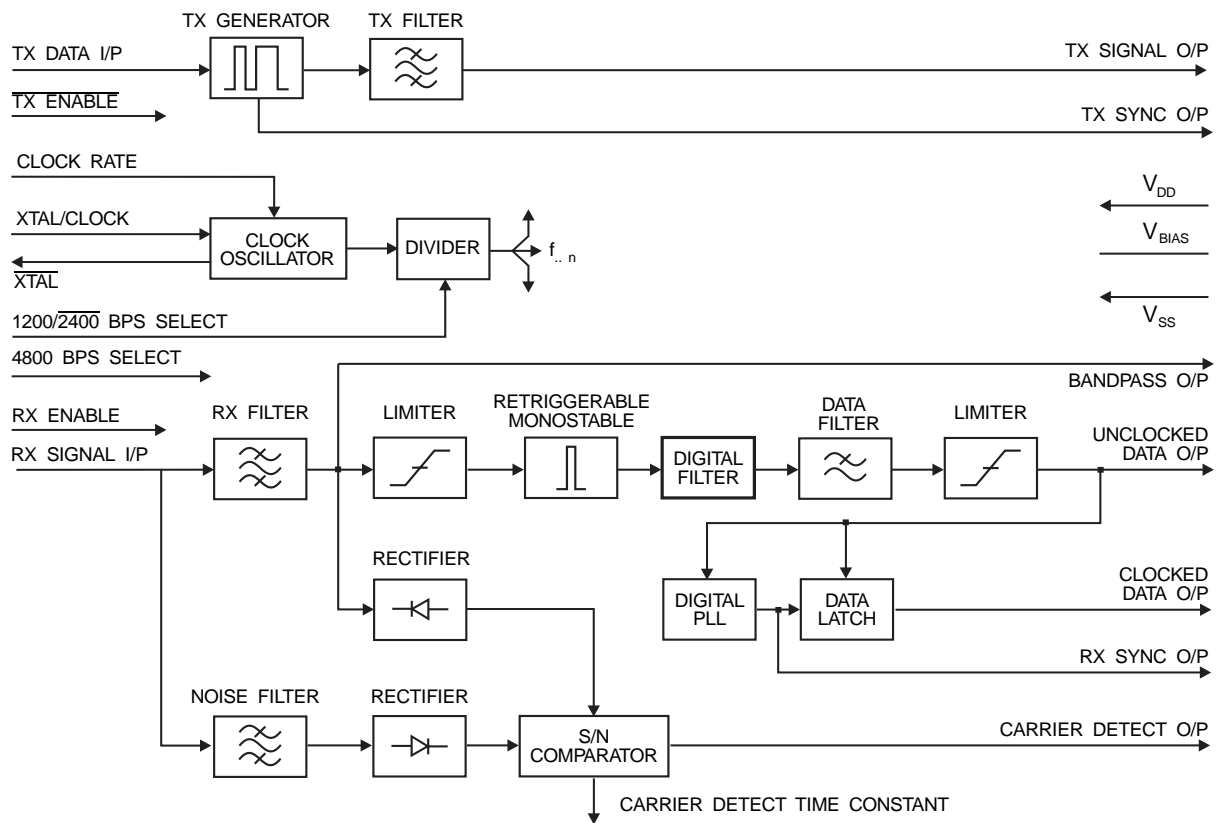 TX GENERATOR TX FILTER
TX DATA I/P
TX SIGNAL O/P
TX ENABLE
TX SYNC O/P
CLOCK RATE
XTAL/CLOCK
CLOCK
OSCILLATOR
DIVIDER
f.. n
XTAL
VDD
VBIAS
VSS
1200/2400 BPS SELECT
4800 BPS SELECT
BANDPASS O/P
RX ENABLE
RX FILTER
LIMITER
RETRIGGERABLE
MONOSTABLE
DATA
FILTER
LIMITER
UNCLOCKED
DATA O/P
RX SIGNAL I/P
DIGITAL
FILTER
RECTIFIER
DIGITAL
PLL
DATA
LATCH
CLOCKED
DATA O/P
RX SYNC O/P
NOISE FILTER
RECTIFIER
S/N
COMPARATOR
CARRIER DETECT O/P
CARRIER DETECT TIME CONSTANT